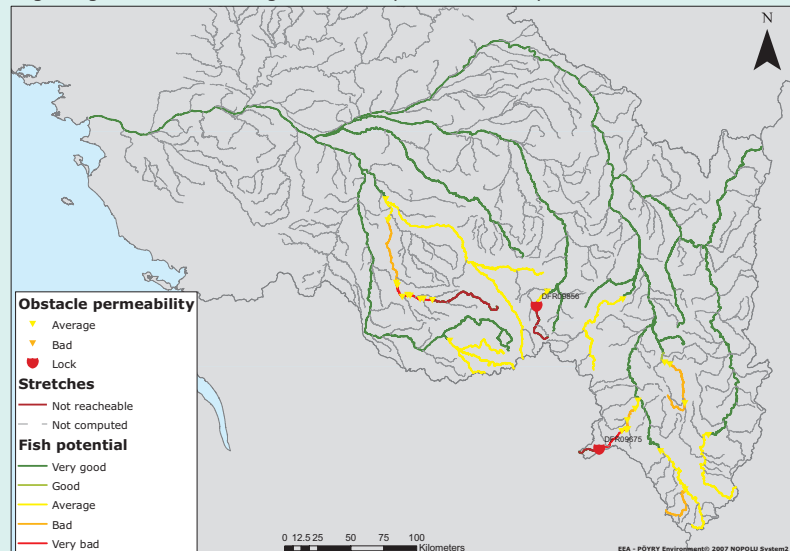 N
DFR09856
DFR09675
Obstacle permeability
Average
Bad
Lock
Stretches
Not reacheable
Not computed
Fish potential
Very good
Good
Average
Bad
Very bad
0 12.5 25 50 75 100
Kilometers
EEA - PÖYRY Environment© 2007 NOPOLU System2